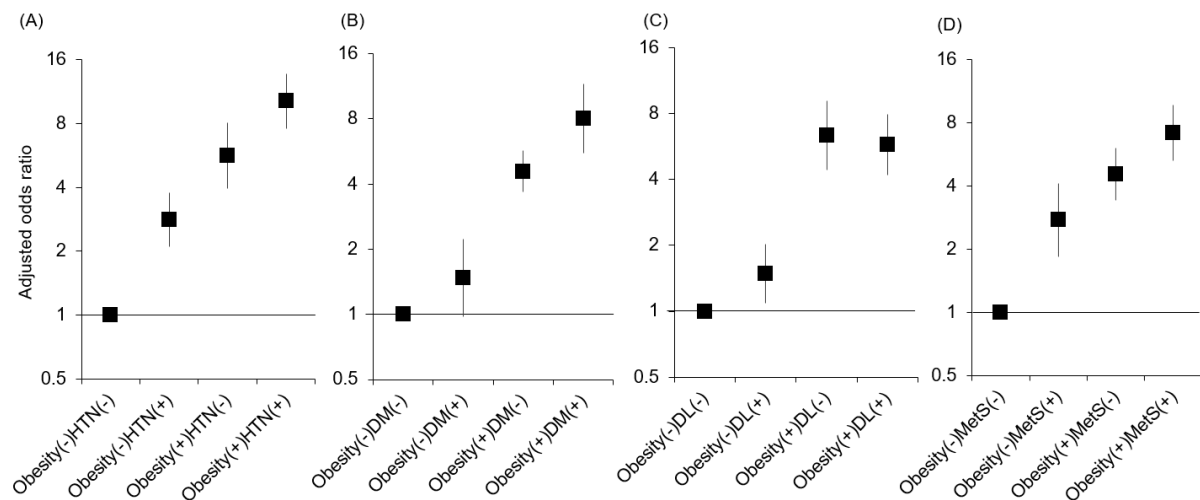 (A)
(B)
(C)
(D)
Adjusted odds ratio
16
8
4
2
1
0.5
Obesity(-)HTN(-)
Obesity(-)HTN(+)
Obesity(+)HTN(-)
Obesity(+)HTN(+)
16
8
4
2
1
0.5
Obesity(-)DM(-)
Obesity(-)DM(+)
Obesity(+)DM(-)
Obesity(+)DM(+)
16
8
4
2
1
0.5
Obesity(-)DL(-)
Obesity(-)DL(+)
Obesity(+)DL(-)
Obesity(+)DL(+)
16
8
4
2
1
0.5
Obesity(-)MetS(-)
Obesity(-)MetS(+)
Obesity(+)MetS(-)
Obesity(+)MetS(+)